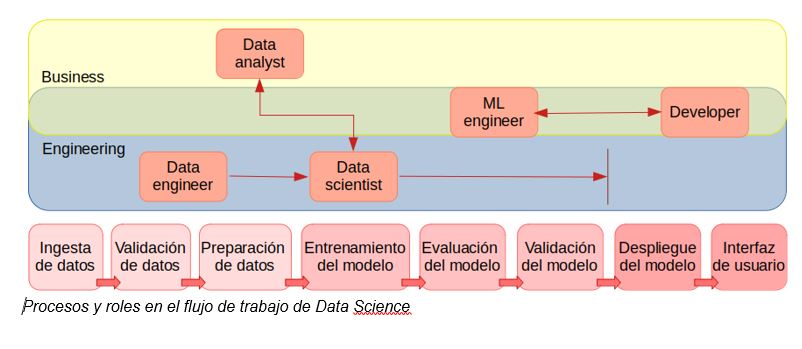 Data
analyst
Business
ML
engineer
Developer
Engineering
Data
engineer
Data
scientist
Ingesta
de datos
Validación
de datos
Preparación
de datos
Entrenamiento
del modelo
Evaluación
del modelo
Validación
del modelo
Despliegue
del modelo
Interfaz
de usuario
Procesos y roles en el flujo de trabajo de Data Science